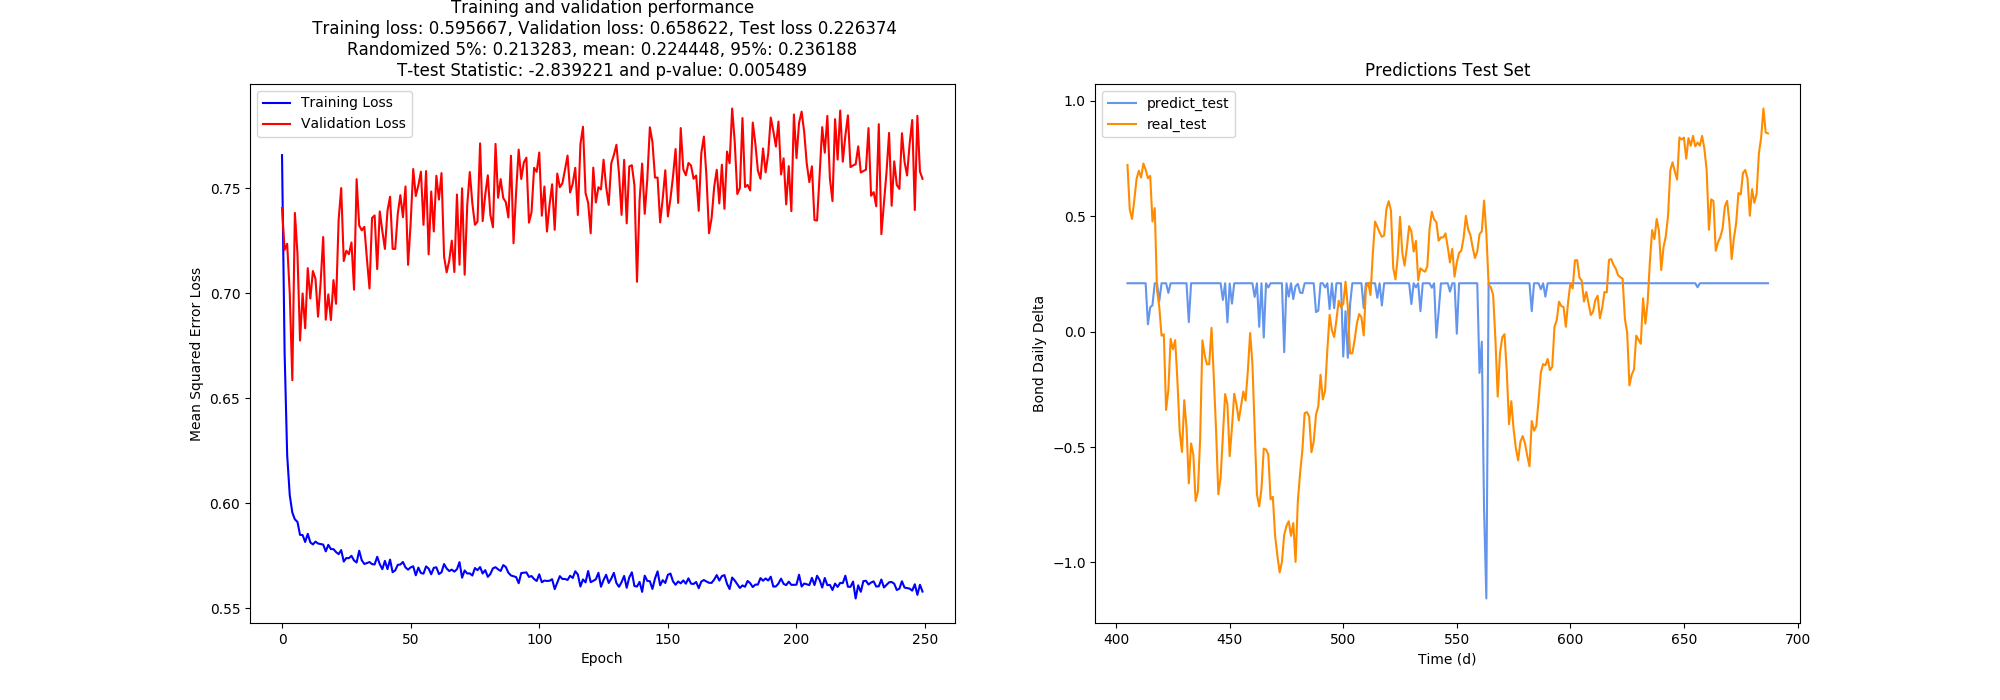 Training and validation performance
Training loss: 0.595667, Validation loss: 0.658622, Test loss 0.226374
Randomized 5%: 0.213283, mean: 0.224448, 95%: 0.236188
T-test Statistic: -2.839221 and p-value: 0.005489
Training Loss
Validation Loss
0.75
0.70
0.65
0.60
0.55
Mean Squared Error Loss
0
50
100
150
200
250
Epoch
Predictions Test Set
predict_test
real_test
1.0
0.5
0.0
−0.5
−1.0
Bond Daily Delta
400
450
500
550
600
650
700
Time (d)